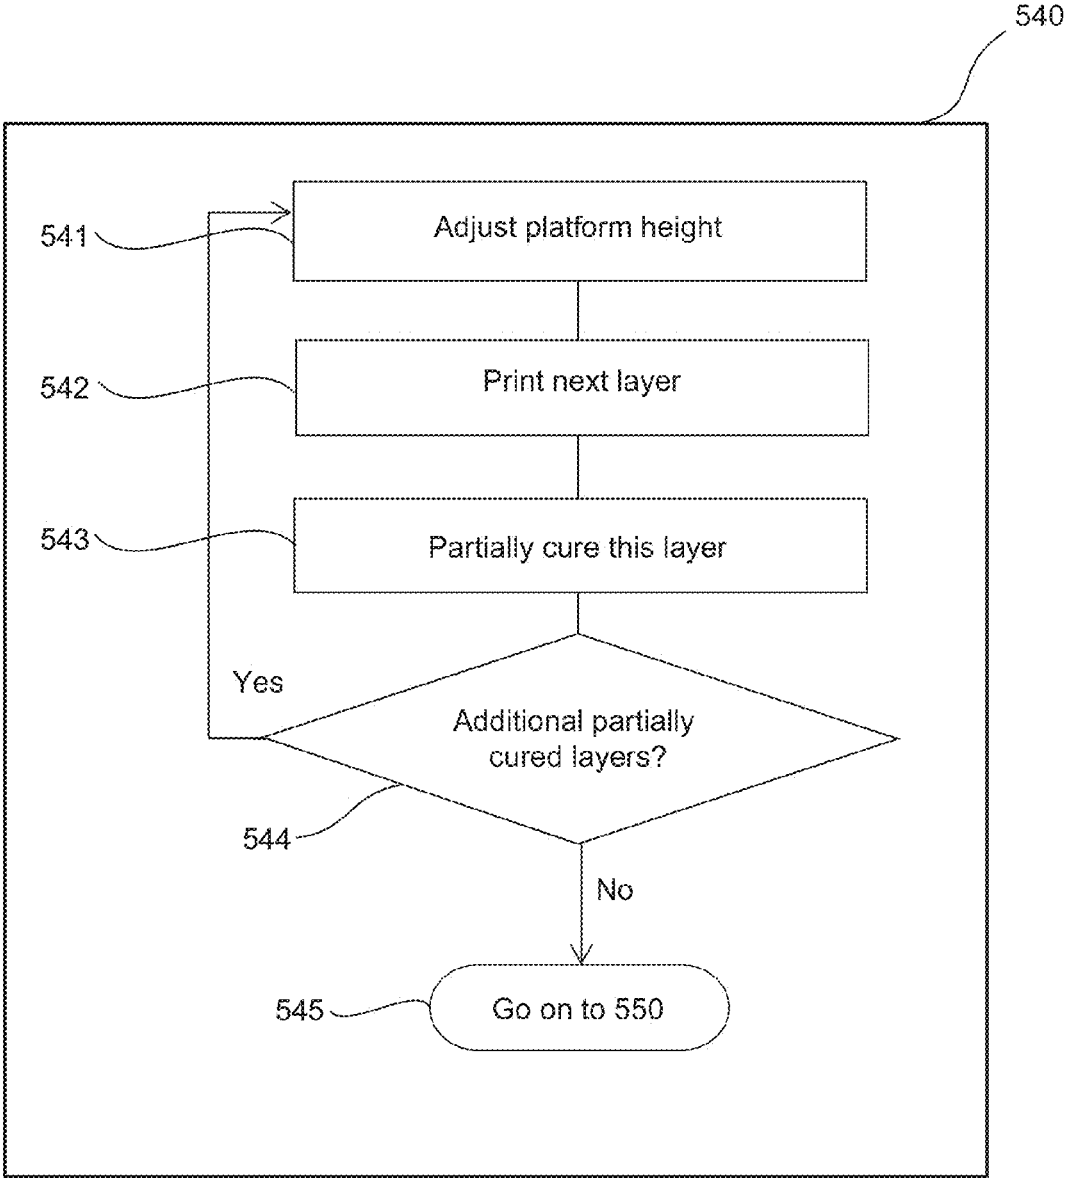 540
541
Adjust platform height
542
Print next layer
543
Partially cure this layer
Yes
Additional partially
cured layers?
544
No
545
Go on to 550